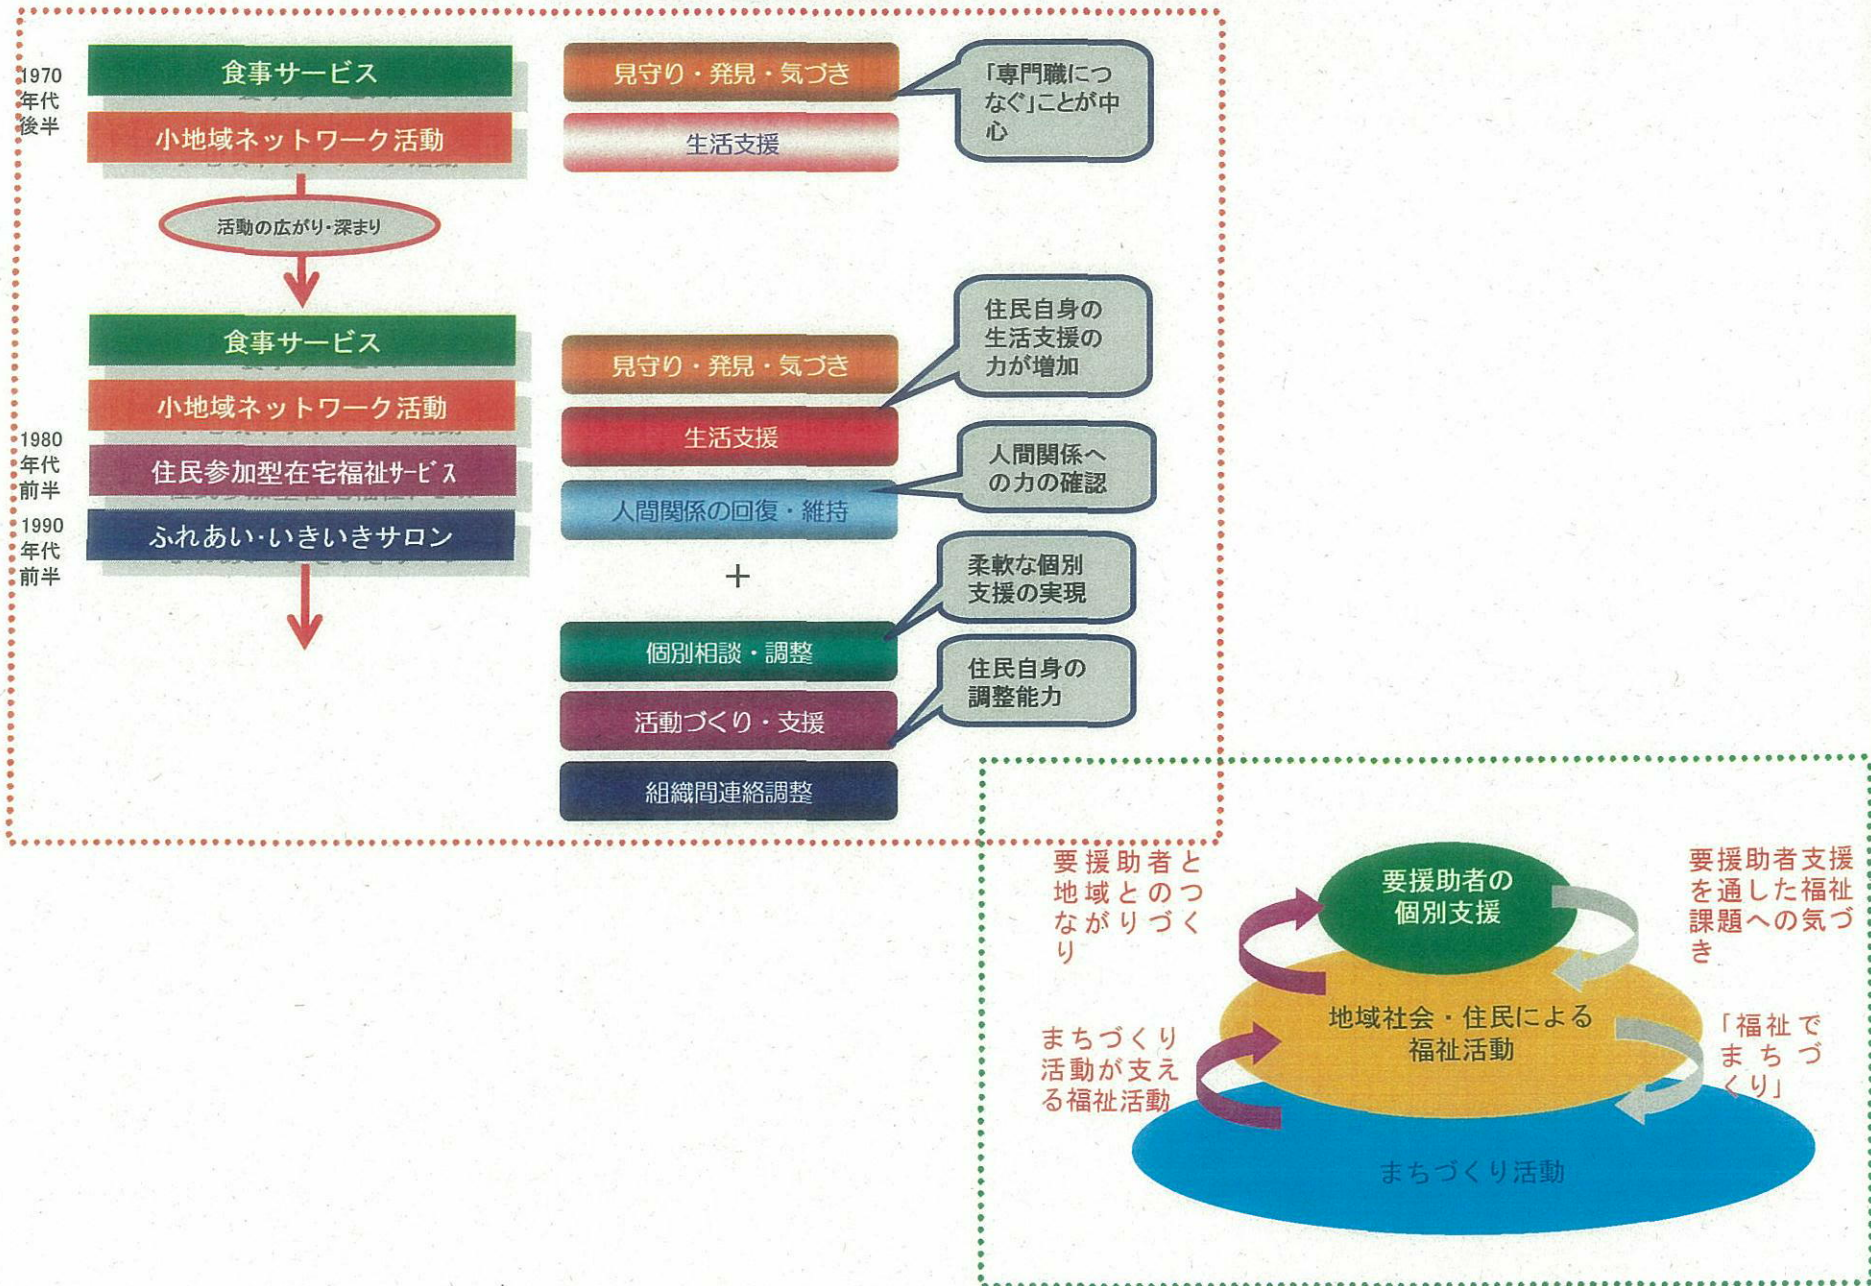 1970
年代
後半
食事サービス
小地域ネットワーク活動
見守り・発見・気づき
生活支援
「専門職につ
なぐ」ことが中
心
活動の広がり・深まり
食事サービス
小地域ネットワーク活動
1980
年代
前半
住民参加型在宅福祉ｻｰﾋﾞｽ
1990
年代
前半
ふれあい・いきいきサロン
見守り・発見・気づき
生活支援
人間関係の回復・維持
+
個別相談・調整
活動づくり・支援
組織間連絡調整
住民自身の
生活支援の
力が増加
人間関係へ
の力の確認
柔軟な個別
支援の実現
住民自身の
調整能力
要援助者と
地域とのつ
ながりづく
り
要援助者の
個別支援
要援助者支援
を通した福祉
課題への気づ
き
まちづくり
活動が支え
る福祉活動
地域社会・住民による
福祉活動
「福祉で
まちづ
くり」
まちづくり活動